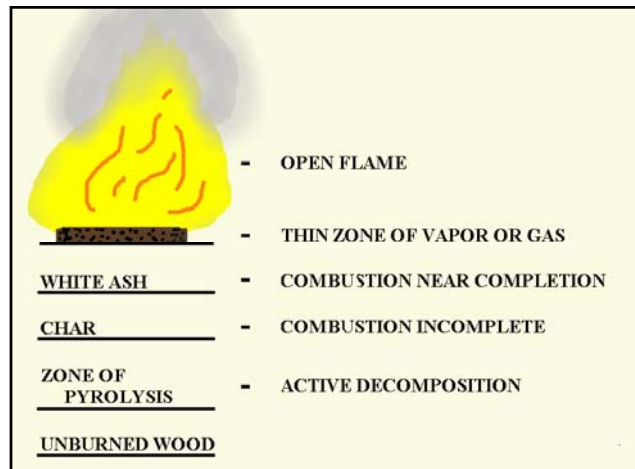 - OPEN FLAME
- THIN ZONE OF VAPOR OR GAS
WHITE ASH - COMBUSTION NEAR COMPLETION
CHAR - COMBUSTION INCOMPLETE
ZONE OF
PYROLYSIS - ACTIVE DECOMPOSITION
UNBURNED WOOD